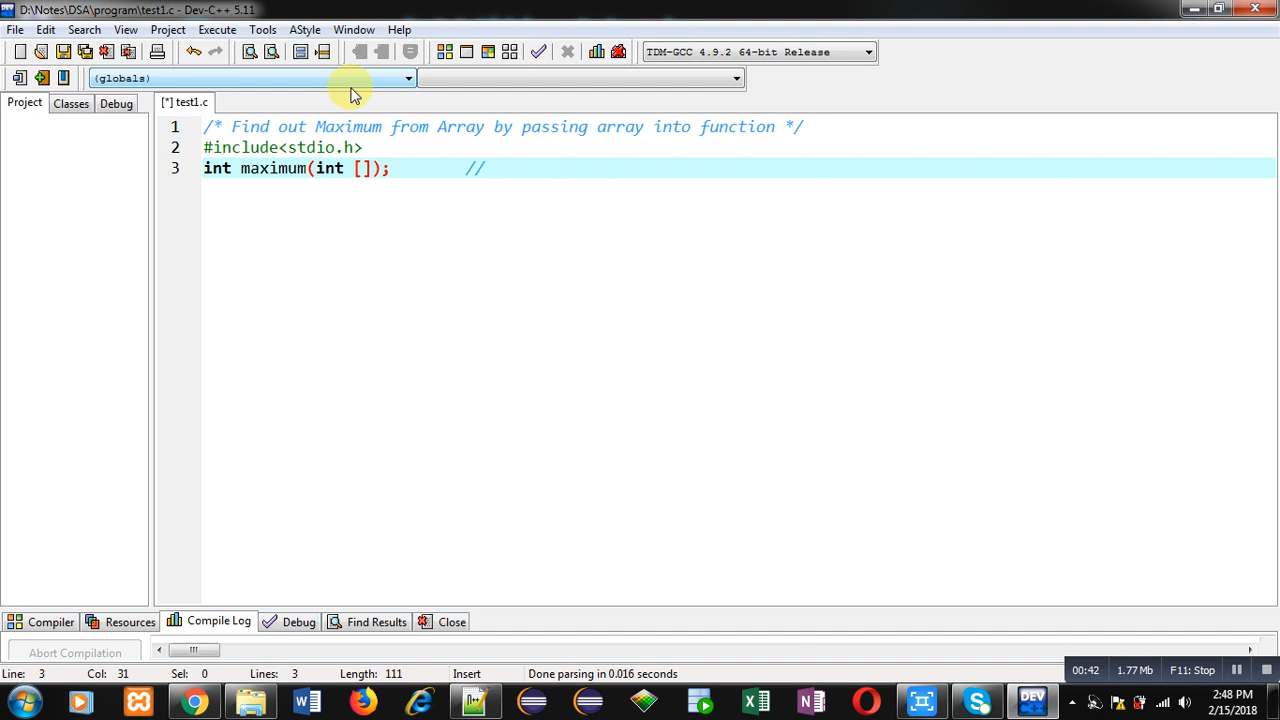 D:\Notes\DSA\program\test1.c - Dev-C++ 5.11
File Edit Search View Project Execute Tools AStyle Window Help
TDM-GCC 4.9.2 64-bit Release
(globals)
Project Classes Debug
[*] test1.c
1 /* Find out Maximum from Array by passing array into function */
2 #include<stdio.h>
3 int maximum(int []); //
Compiler Resources Compile Log Debug Find Results Close
Abort Compilation
Line: 3 Col: 31 Sel: 0 Lines: 3 Length: 111 Insert Done parsing in 0.016 seconds
00:42 1.77 Mb F11: Stop
DEV
2:48 PM
2/15/2018